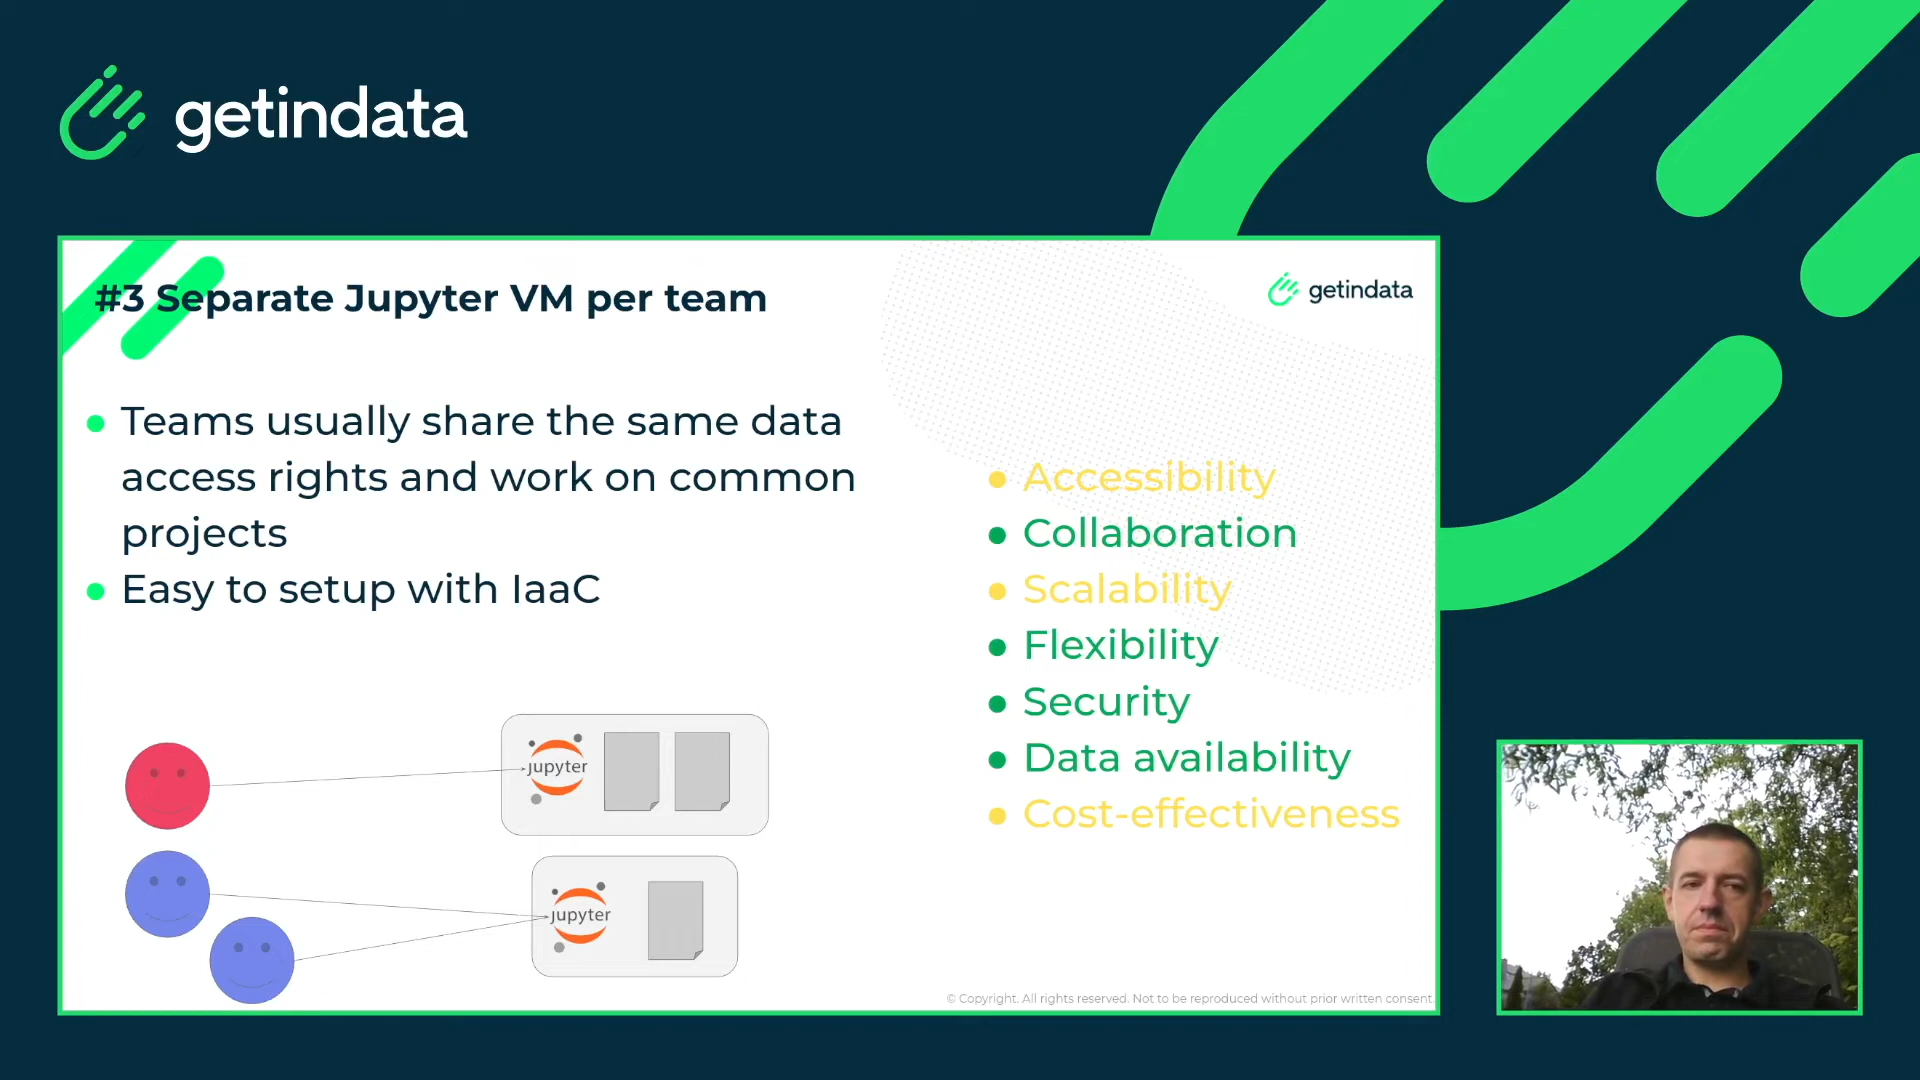 getindata
#3 Separate Jupyter VM per team
getindata
Teams usually share the same data
access rights and work on common
projects
Easy to setup with IaaC
Accessibility
Collaboration
Scalability
Flexibility
Security
Data availability
Cost-effectiveness
jupyter
jupyter
© Copyright. All rights reserved. Not to be reproduced without prior written consent.